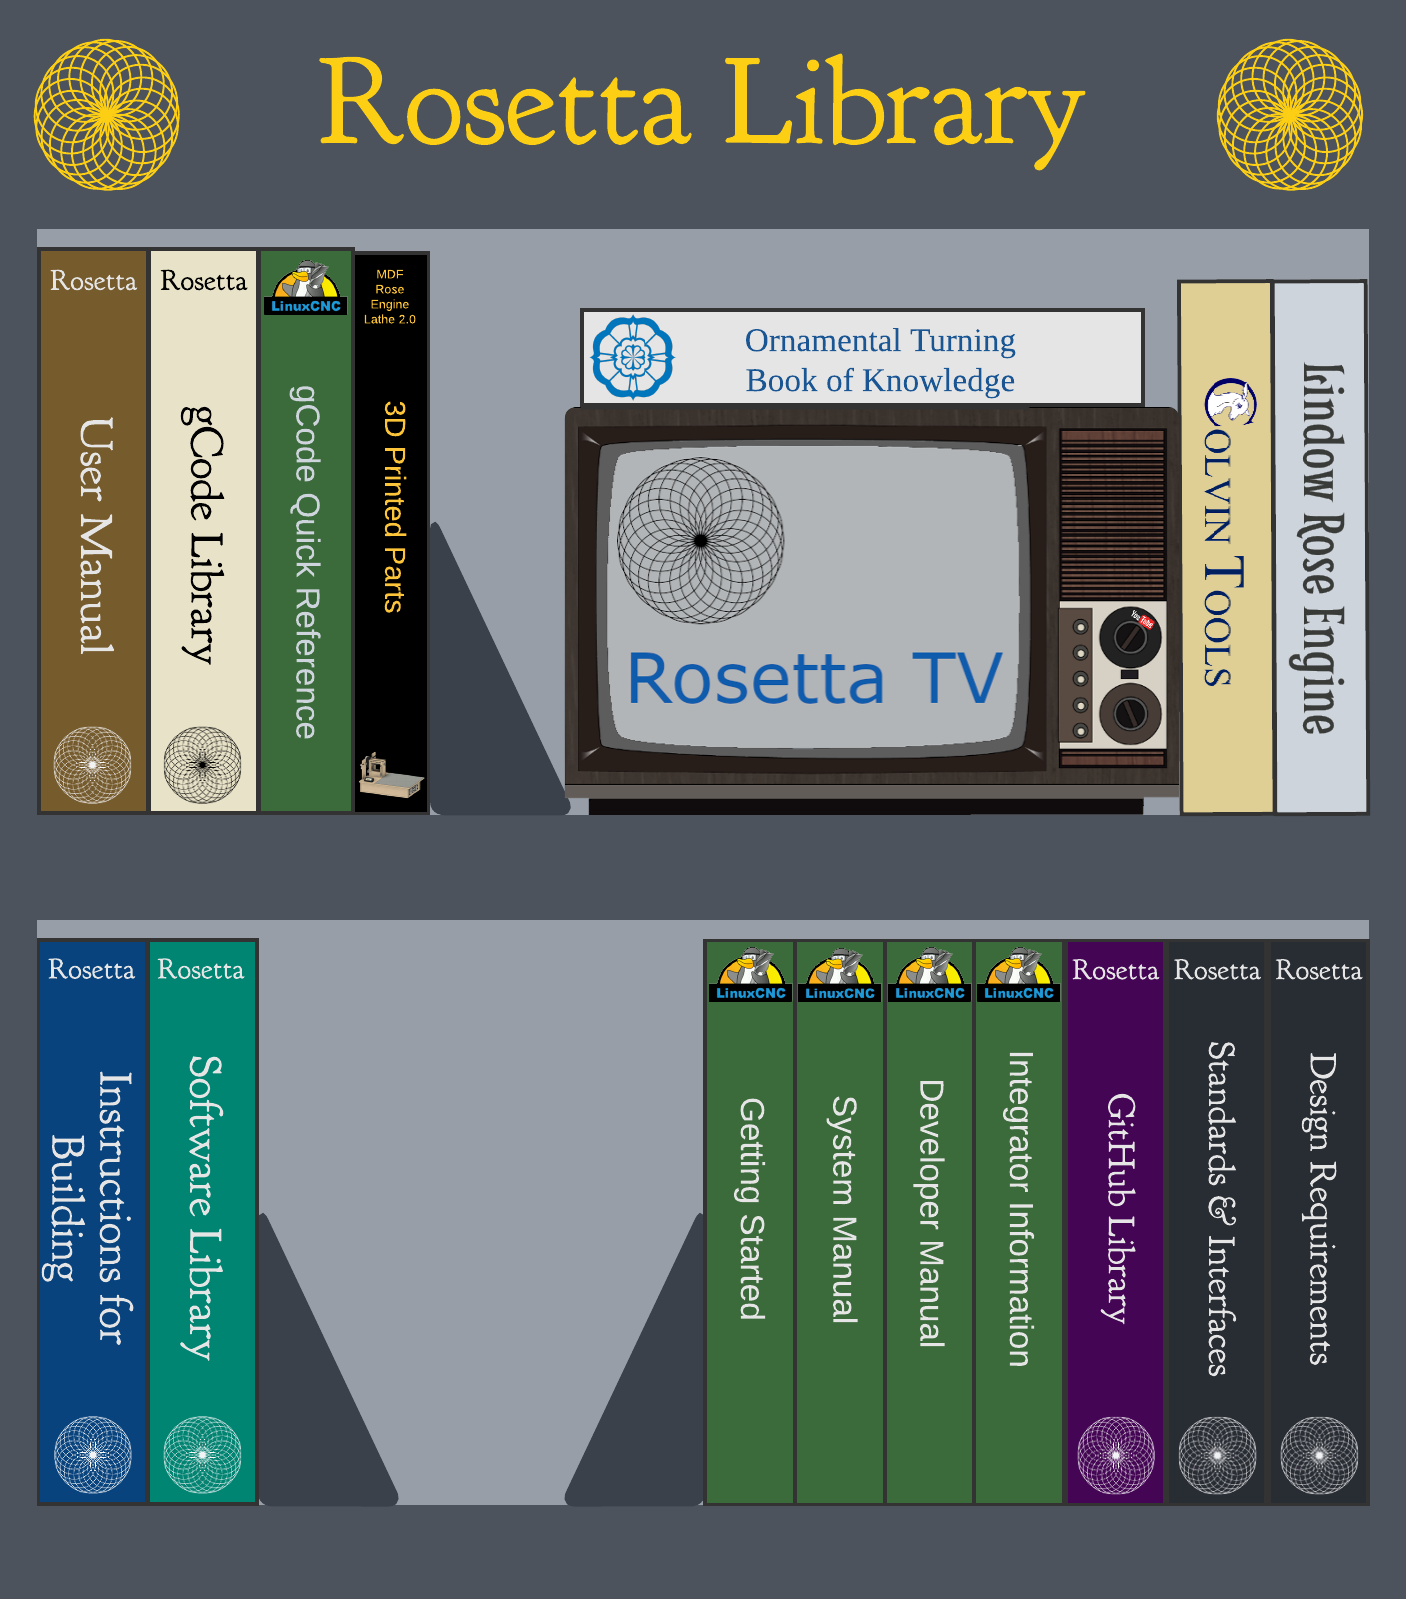 Rosetta Library
Rosetta
User Manual
Rosetta
gCode Library
LinuxCNC
gCode Quick Reference
MDF
Rose
Engine
Lathe 2.0
3D Printed Parts
Ornamental Turning
Book of Knowledge
Rosetta TV
You Tube
COLVIN TOOLS
Lindow Rose Engine
Rosetta
Instructions for
Building
Rosetta
Software Library
LinuxCNC
Getting Started
LinuxCNC
System Manual
LinuxCNC
Developer Manual
LinuxCNC
Integrator Information
Rosetta
GitHub Library
Rosetta
Standards & Interfaces
Rosetta
Design Requirements